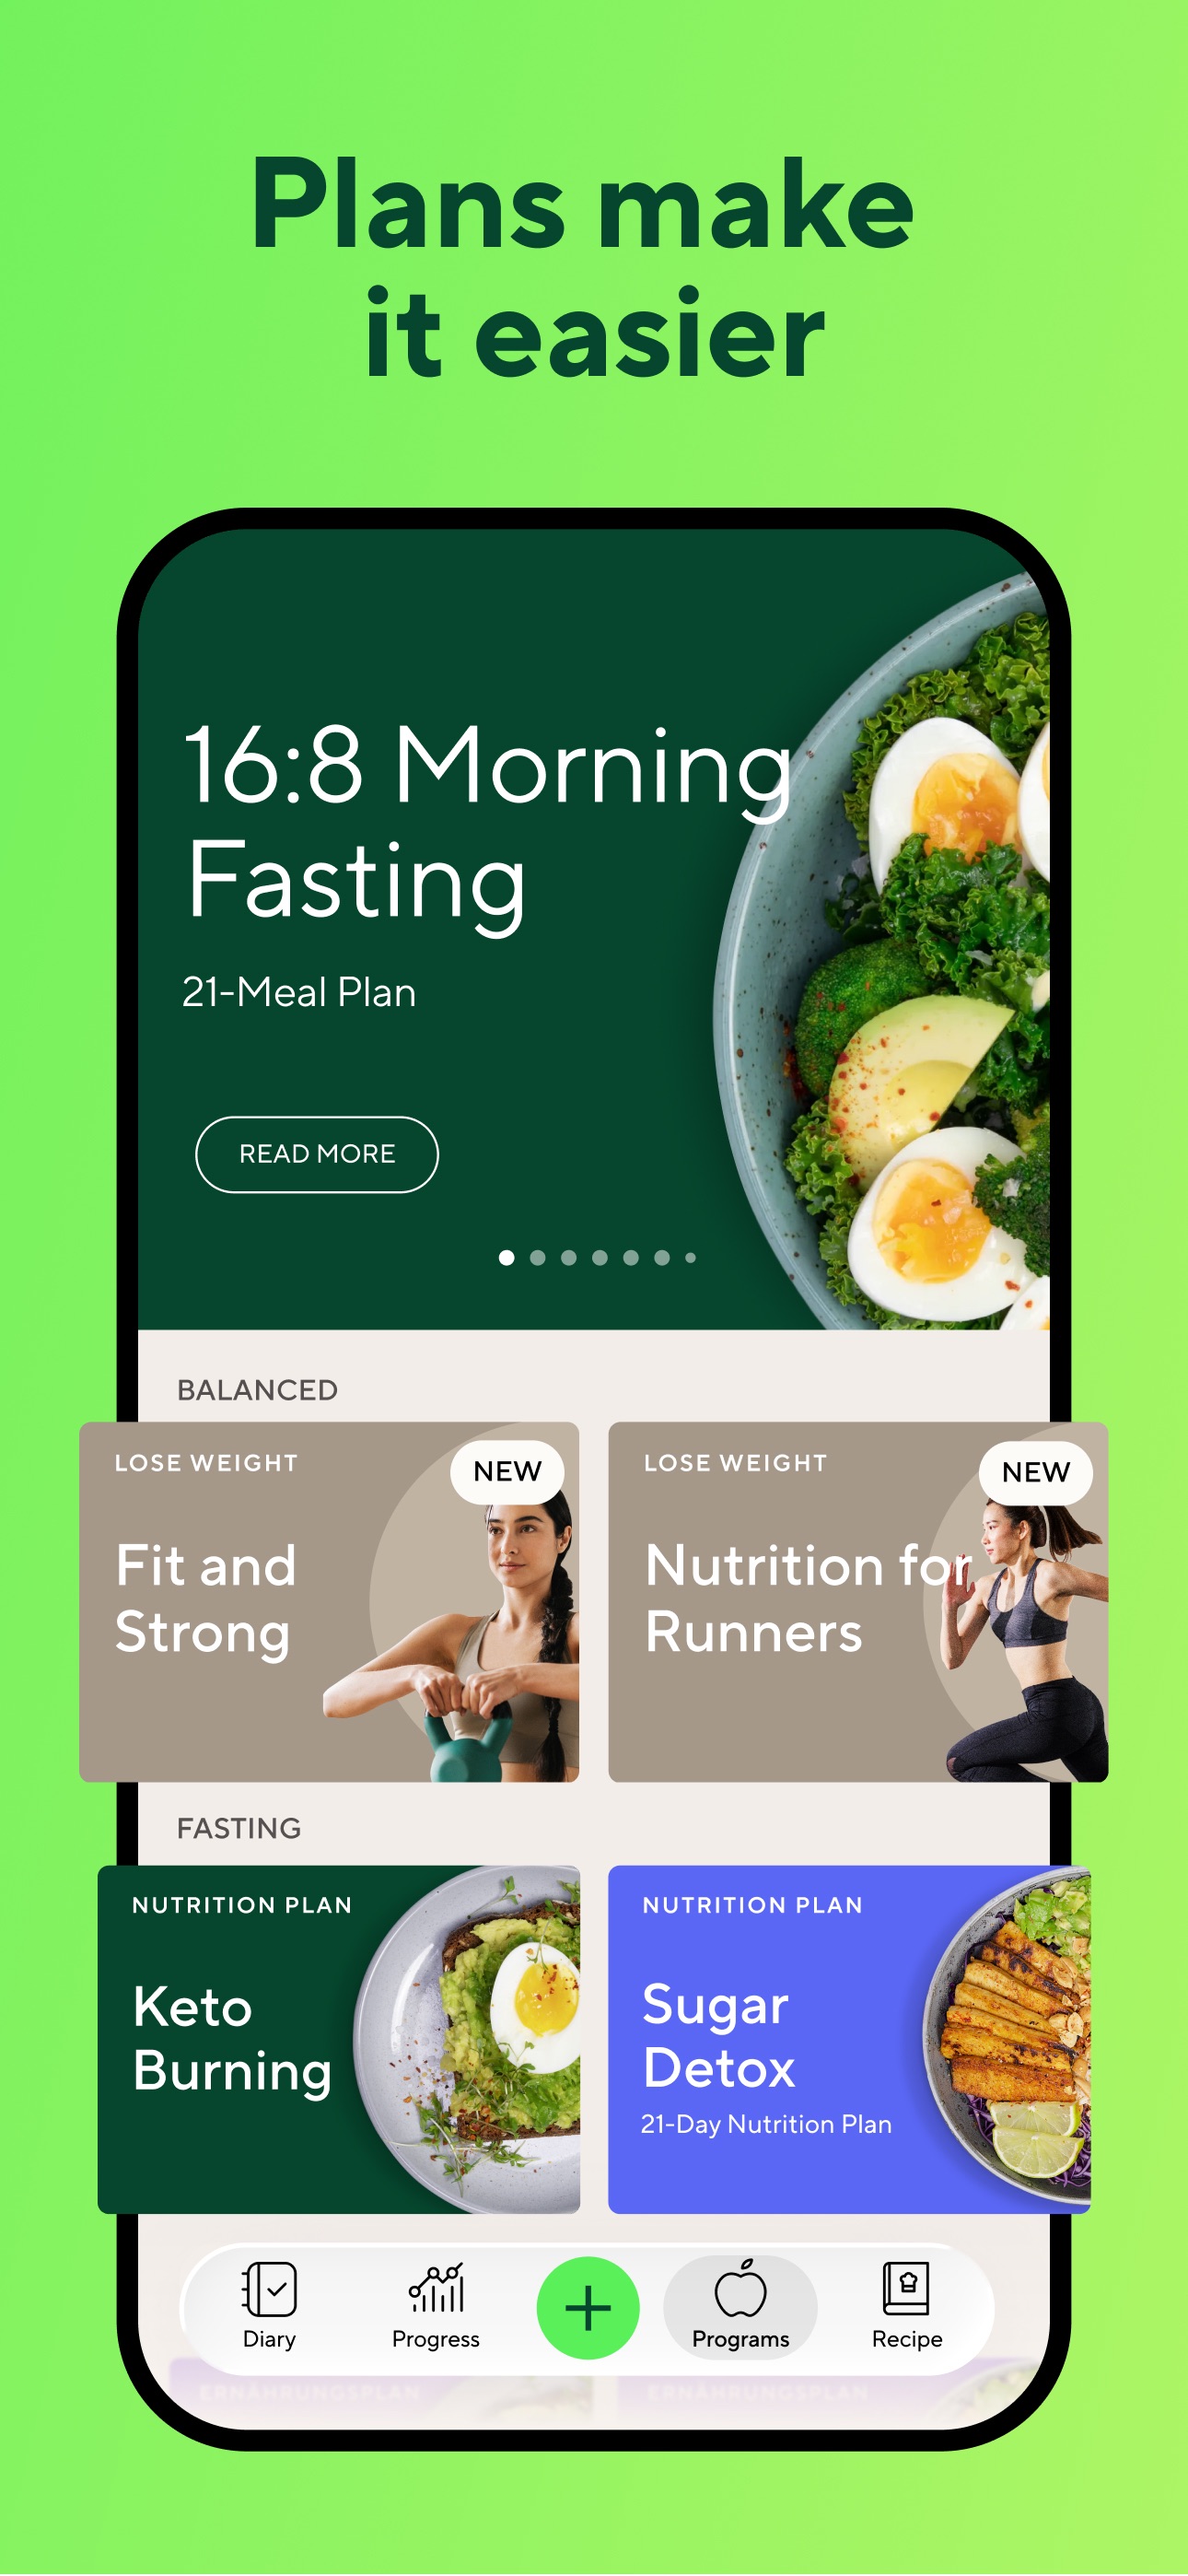 Plans make
it easier
16:8 Morning
Fasting
21-Meal Plan
READ MORE
BALANCED
LOSE WEIGHT
NEW
Fit and
Strong
LOSE WEIGHT
NEW
Nutrition for
Runners
FASTING
NUTRITION PLAN
Keto
Burning
NUTRITION PLAN
Sugar
Detox
21-Day Nutrition Plan
Diary
Progress
Programs
Recipe
ERNÄHRUNGSPLAN
ERNÄHRUNGSPLAN